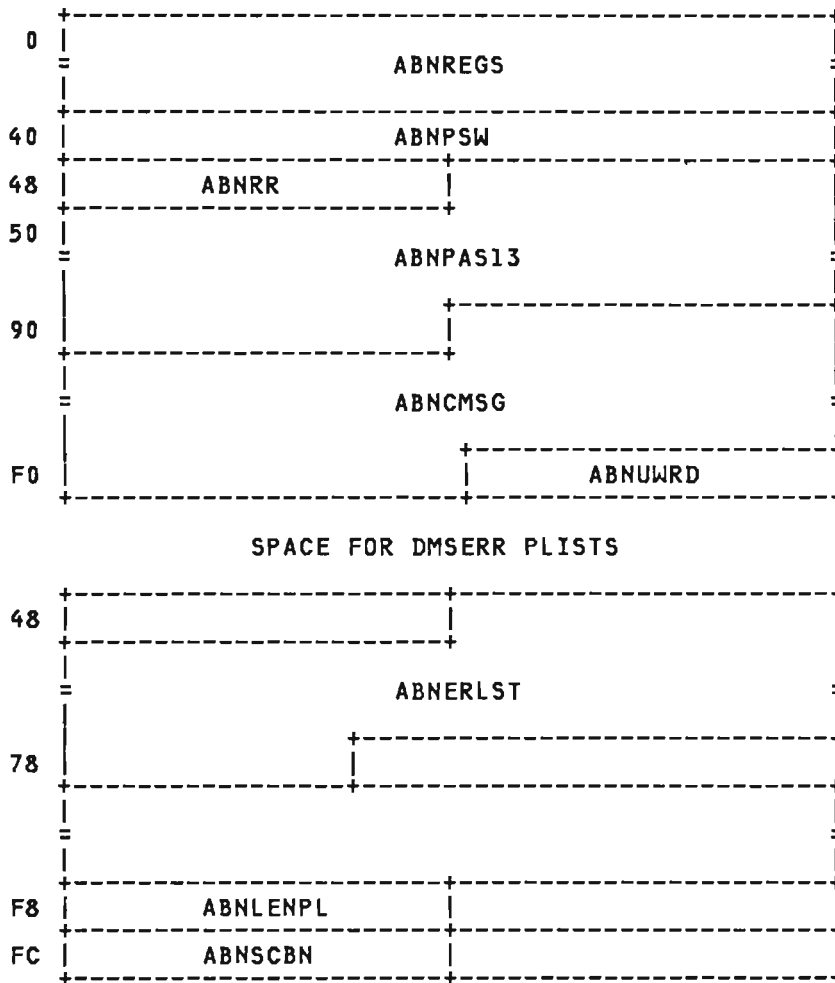 0
ABNREGS
40 ABNPSW
48 ABNRR
50
ABNPAS13
90
ABNCMSG
F0 ABNUWRD
SPACE FOR DMSERR PLISTS
48
ABNERLST
78
F8 ABNLENPL
FC ABNSCBN